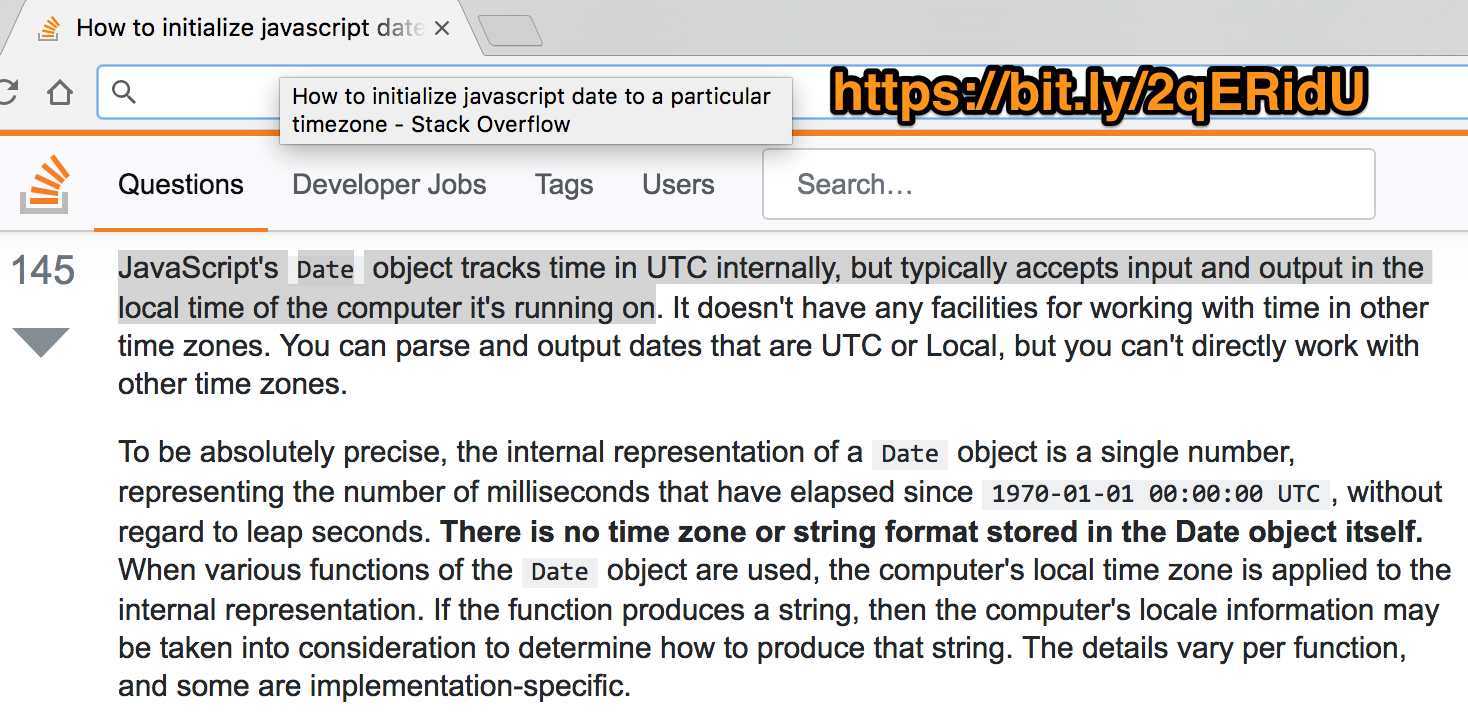 How to initialize javascript date
How to initialize javascript date to a particular
timezone - Stack Overflow
https://bit.ly/2qERidU
Questions Developer Jobs Tags Users Search…
145
JavaScript's Date object tracks time in UTC internally, but typically accepts input and output in the
local time of the computer it's running on. It doesn't have any facilities for working with time in other
time zones. You can parse and output dates that are UTC or Local, but you can't directly work with
other time zones.
To be absolutely precise, the internal representation of a Date object is a single number,
representing the number of milliseconds that have elapsed since 1970-01-01 00:00:00 UTC, without
regard to leap seconds. There is no time zone or string format stored in the Date object itself.
When various functions of the Date object are used, the computer's local time zone is applied to the
internal representation. If the function produces a string, then the computer's locale information may
be taken into consideration to determine how to produce that string. The details vary per function,
and some are implementation-specific.